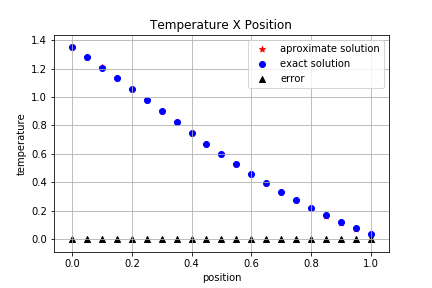 Temperature X Position
1.4
1.2
1.0
0.8
0.6
0.4
0.2
0.0
temperature
aproximate solution
exact solution
error
0.0 0.2 0.4 0.6 0.8 1.0
position